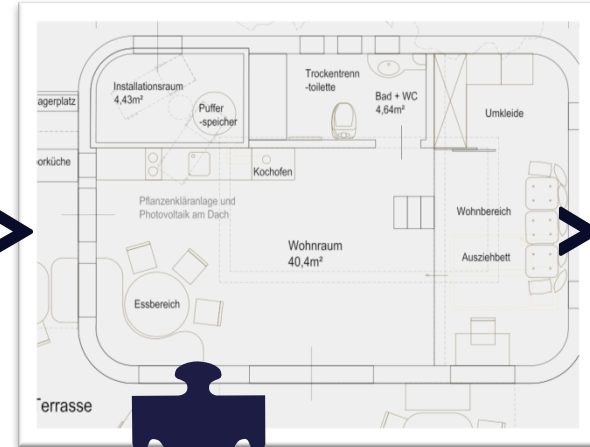 Installationsraum
4,43m²
Puffer
-speicher
Trockentrenn
-toilette
Bad + WC
4,64m²
Umkleide
agerplatz
orküche
Kochofen
Pflanzenkläranlage und
Photovoltaik am Dach
Wohnraum
40,4m²
Wohnbereich
Ausziehbett
Essbereich
Terrasse